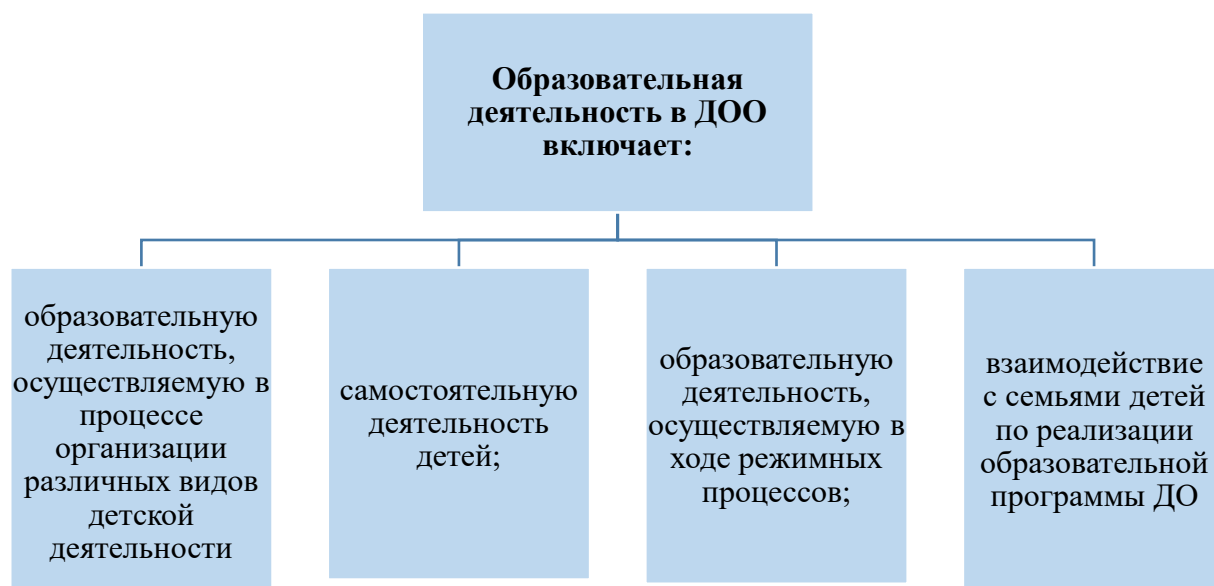 Образовательная
деятельность в ДОО
включает:
образовательную
деятельность,
осуществляемую в
процессе
организации
различных видов
детской
деятельности
самостоятельную
деятельность
детей;
образовательную
деятельность,
осуществляемую в
ходе режимных
процессов;
взаимодействие
с семьями детей
по реализации
образовательной
программы ДО